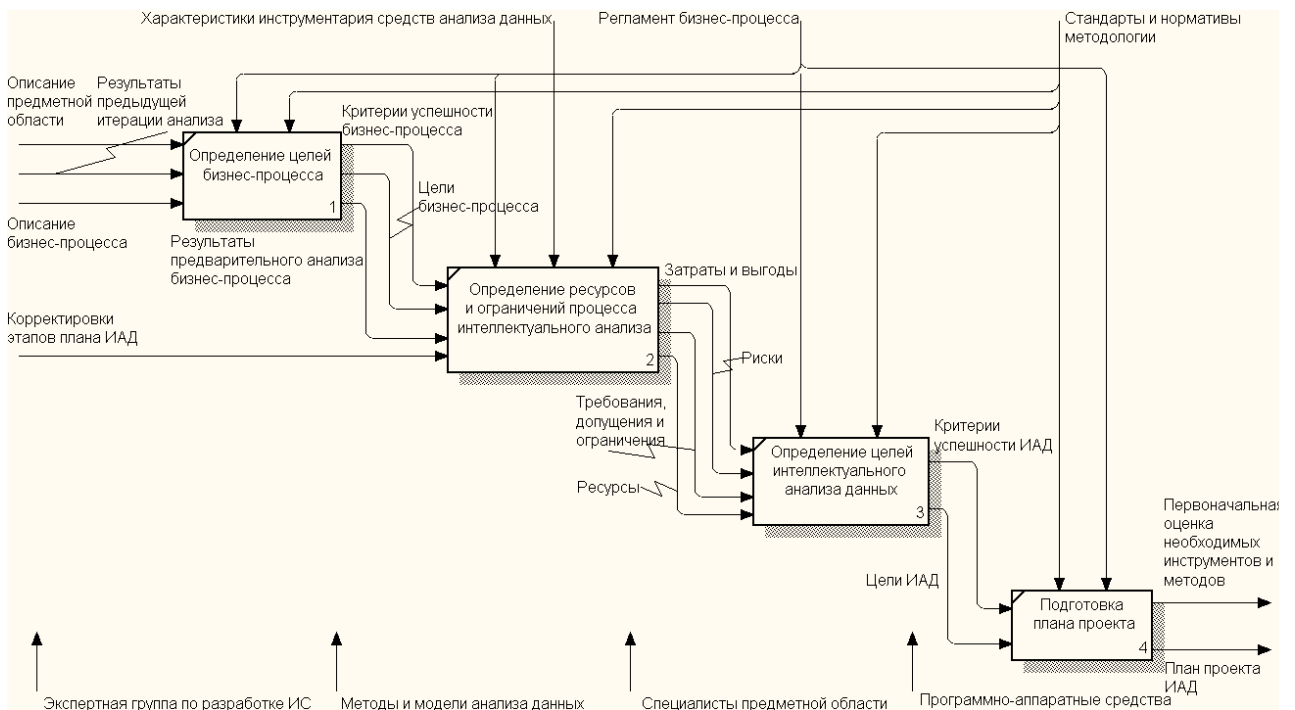 Характеристики инструментария средств анализа данных
Регламент бизнес-процесса
Стандарты и нормативы
методологии
Описание
предметной
области
Результаты
предыдущей
итерации анализа
Критерии успешности
бизнес-процесса
Определение целей
бизнес-процесса
1
Цели
бизнес-процесса
Описание
бизнес-процесса
Результаты
предварительного анализа
бизнес-процесса
Затраты и выгоды
Определение ресурсов
и ограничений процесса
интеллектуального анализа
2
Корректировки
этапов плана ИАД
Риски
Требования,
допущения и
ограничения
Ресурсы
Критерии
успешности ИАД
Определение целей
интеллектуального
анализа данных
3
Первоначальная
оценка
необходимых
инструментов и
методов
Цели ИАД
Подготовка
плана проекта
4
План проекта
ИАД
Экспертная группа по разработке ИС
Методы и модели анализа данных
Специалисты предметной области
Программно-аппаратные средства